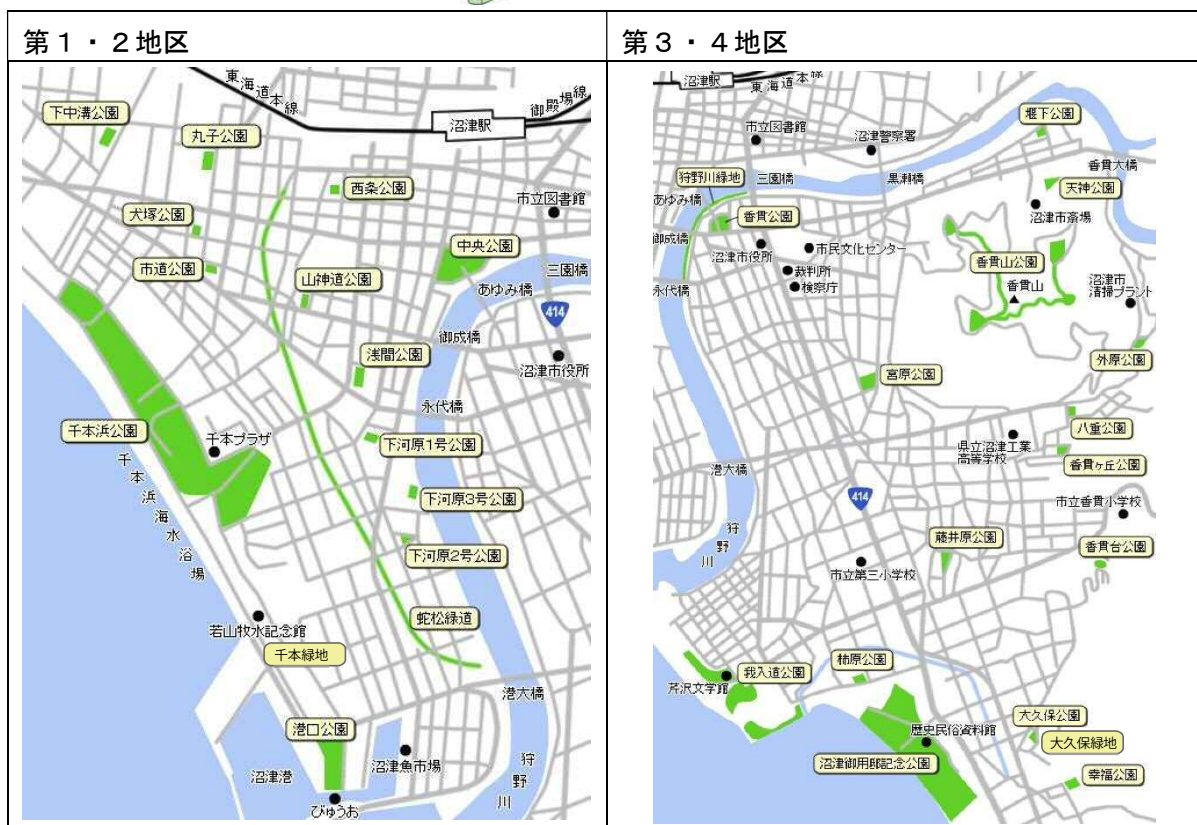 第1・2地区
東海道本線
御殿場線
沼津駅
下中溝公園
丸子公園
西条公園
市立図書館
犬塚公園
中央公園
三園橋
市道公園
山神道公園
あゆみ橋
414
御成橋
浅間公園
沼津市役所
永代橋
千本浜公園
千本プラザ
下河原1号公園
千本浜海水浴場
下河原3号公園
下河原2号公園
蛇松緑道
若山牧水記念館
千本緑地
港大橋
港口公園
沼津港
沼津魚市場
狩野川
びゅうお
第3・4地区
沼津駅
東海道本線
堰下公園
市立図書館
沼津警察署
香貫大橋
狩野川緑地
三園橋
黒瀬橋
天神公園
あゆみ橋
香貫公園
沼津市斎場
御成橋
沼津市役所
市民文化センター
香貫山公園
裁判所
沼津市
清掃プラント
永代橋
検察庁
香貫山
外原公園
宮原公園
八重公園
県立沼津工業
高等学校
香貫ヶ丘公園
港大橋
414
市立香貫小学校
狩野川
藤井原公園
香貫台公園
市立第三小学校
我入道公園
柿原公園
芹沢文学館
大久保公園
歴史民俗資料館
大久保緑地
沼津御用邸記念公園
幸福公園